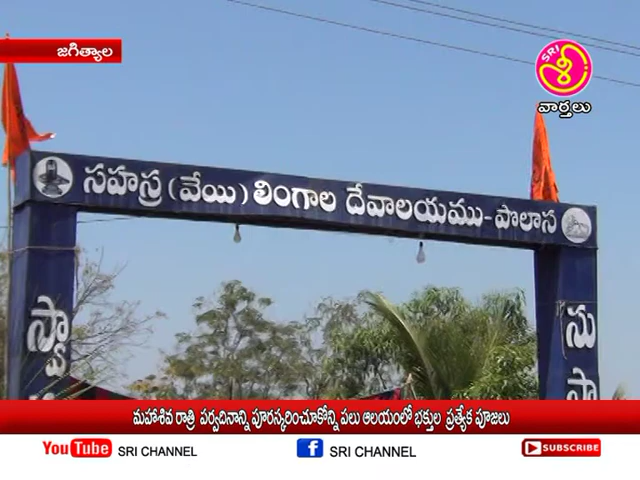 జగిత్యాల
SRI
శ్రీ
వార్తలు
సహస్ర (వేయి) లింగాల దేవాలయము - పొలాస
స్వా
సు
స్వా
మహాశివ రాత్రి పర్వదినాన్ని పూరస్కరించూకోన్ని పలు ఆలయంలో భక్తుల ప్రత్యేక పూజలు
YouTube SRI CHANNEL f SRI CHANNEL SUBSCRIBE